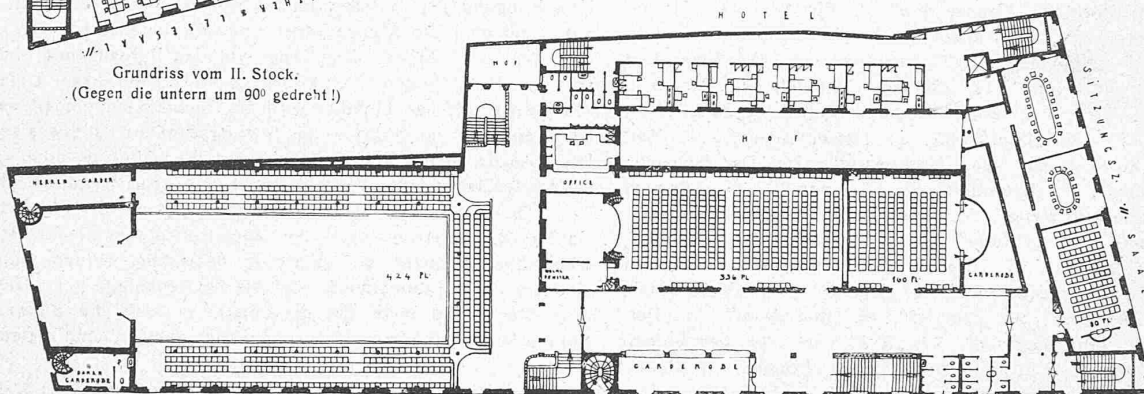 HOTEL
Grundriss vom II. Stock.
(Gegen die untern um 90° gedreht!)
HOF
HOF
SITZUNGSZ.
HERREN-GARDER.
OFFICE
424 PL.
336 PL.
100 PL.
GARDEROBE
80 PL.
GARDEROBE
GARDEROBE